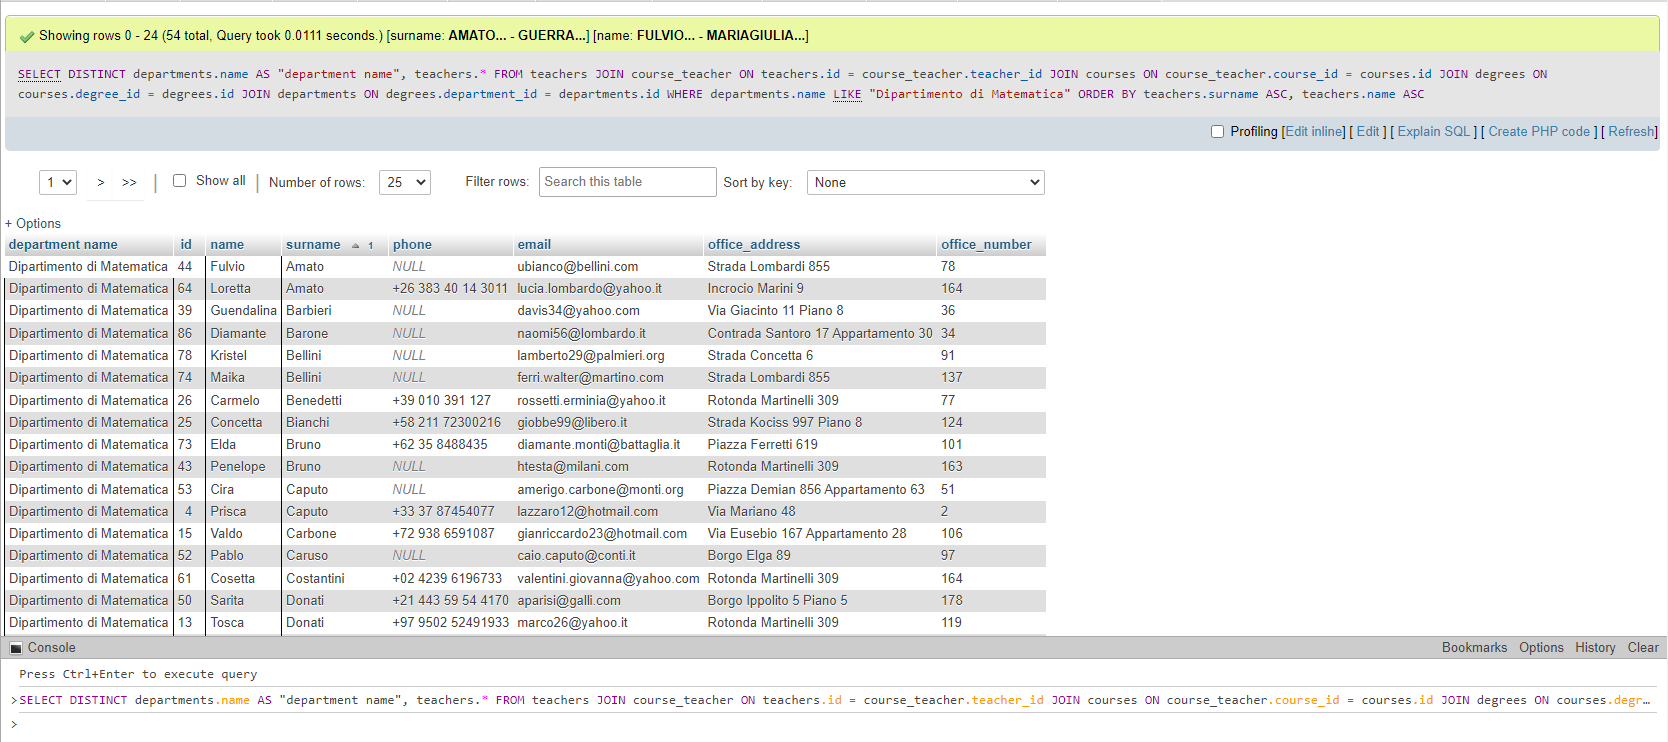 Showing rows 0 - 24 (54 total, Query took 0.0111 seconds.) [surname: AMATO... - GUERRA...] [name: FULVIO... - MARIAGIULIA...]
SELECT DISTINCT departments.name AS "department name", teachers.* FROM teachers JOIN course_teacher ON teachers.id = course_teacher.teacher_id JOIN courses ON course_teacher.course_id = courses.id JOIN degrees ON
courses.degree_id = degrees.id JOIN departments ON degrees.department_id = departments.id WHERE departments.name LIKE "Dipartimento di Matematica" ORDER BY teachers.surname ASC, teachers.name ASC
Profiling [Edit inline] [ Edit ] [ Explain SQL ] [ Create PHP code ] [ Refresh]
1 > >> | Show all | Number of rows: 25 Filter rows: Search this table Sort by key: None
+ Options
department name id name surname 1 phone email office_address office_number
Dipartimento di Matematica 44 Fulvio Amato NULL ubianco@bellini.com Strada Lombardi 855 78
Dipartimento di Matematica 64 Loretta Amato +26 383 40 14 3011 lucia.lombardo@yahoo.it Incrocio Marini 9 164
Dipartimento di Matematica 39 Guendalina Barbieri NULL davis34@yahoo.com Via Giacinto 11 Piano 8 36
Dipartimento di Matematica 86 Diamante Barone NULL naomi56@lombardo.it Contrada Santoro 17 Appartamento 30 34
Dipartimento di Matematica 78 Kristel Bellini NULL lamberto29@palmieri.org Strada Concetta 6 91
Dipartimento di Matematica 74 Maika Bellini NULL ferri.walter@martino.com Strada Lombardi 855 137
Dipartimento di Matematica 26 Carmelo Benedetti +39 010 391 127 rossetti.erminia@yahoo.it Rotonda Martinelli 309 77
Dipartimento di Matematica 25 Concetta Bianchi +58 211 72300216 giobbe99@libero.it Strada Kociss 997 Piano 8 124
Dipartimento di Matematica 73 Elda Bruno +62 35 8488435 diamante.monti@battaglia.it Piazza Ferretti 619 101
Dipartimento di Matematica 43 Penelope Bruno NULL htesta@milani.com Rotonda Martinelli 309 163
Dipartimento di Matematica 53 Cira Caputo NULL amerigo.carbone@monti.org Piazza Demian 856 Appartamento 63 51
Dipartimento di Matematica 4 Prisca Caputo +33 37 87454077 lazzaro12@hotmail.com Via Mariano 48 2
Dipartimento di Matematica 15 Valdo Carbone +72 938 6591087 gianriccardo23@hotmail.com Via Eusebio 167 Appartamento 28 106
Dipartimento di Matematica 52 Pablo Caruso NULL caio.caputo@conti.it Borgo Elga 89 97
Dipartimento di Matematica 61 Cosetta Costantini +02 4239 6196733 valentini.giovanna@yahoo.com Rotonda Martinelli 309 164
Dipartimento di Matematica 50 Sarita Donati +21 443 59 54 4170 aparisi@galli.com Borgo Ippolito 5 Piano 5 178
Dipartimento di Matematica 13 Tosca Donati +97 9502 52491933 marco26@yahoo.it Rotonda Martinelli 309 119
Console Bookmarks Options History Clear
Press Ctrl+Enter to execute query
>SELECT DISTINCT departments.name AS "department name", teachers.* FROM teachers JOIN course_teacher ON teachers.id = course_teacher.teacher_id JOIN courses ON course_teacher.course_id = courses.id JOIN degrees ON courses.degr...
>